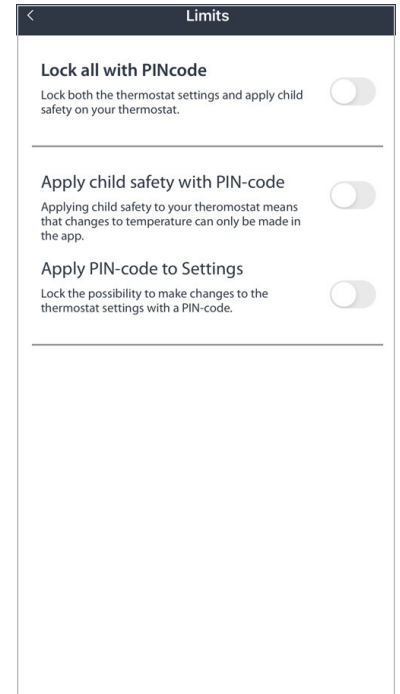 Limits
Lock all with PINcode
Lock both the thermostat settings and apply child
safety on your thermostat.
Apply child safety with PIN-code
Applying child safety to your theromostat means
that changes to temperature can only be made in
the app.
Apply PIN-code to Settings
Lock the possibility to make changes to the
thermostat settings with a PIN-code.